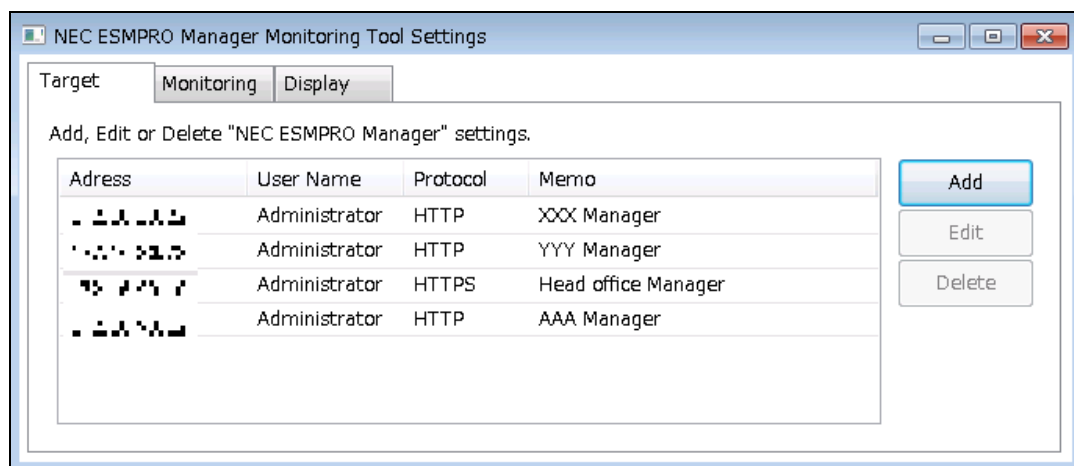 NEC ESMPRO Manager Monitoring Tool Settings
Target Monitoring Display
Add, Edit or Delete "NEC ESMPRO Manager" settings.
Adress User Name Protocol Memo
Add
Administrator HTTP XXX Manager
Edit
Administrator HTTP YYY Manager
Administrator HTTPS Head office Manager
Delete
Administrator HTTP AAA Manager